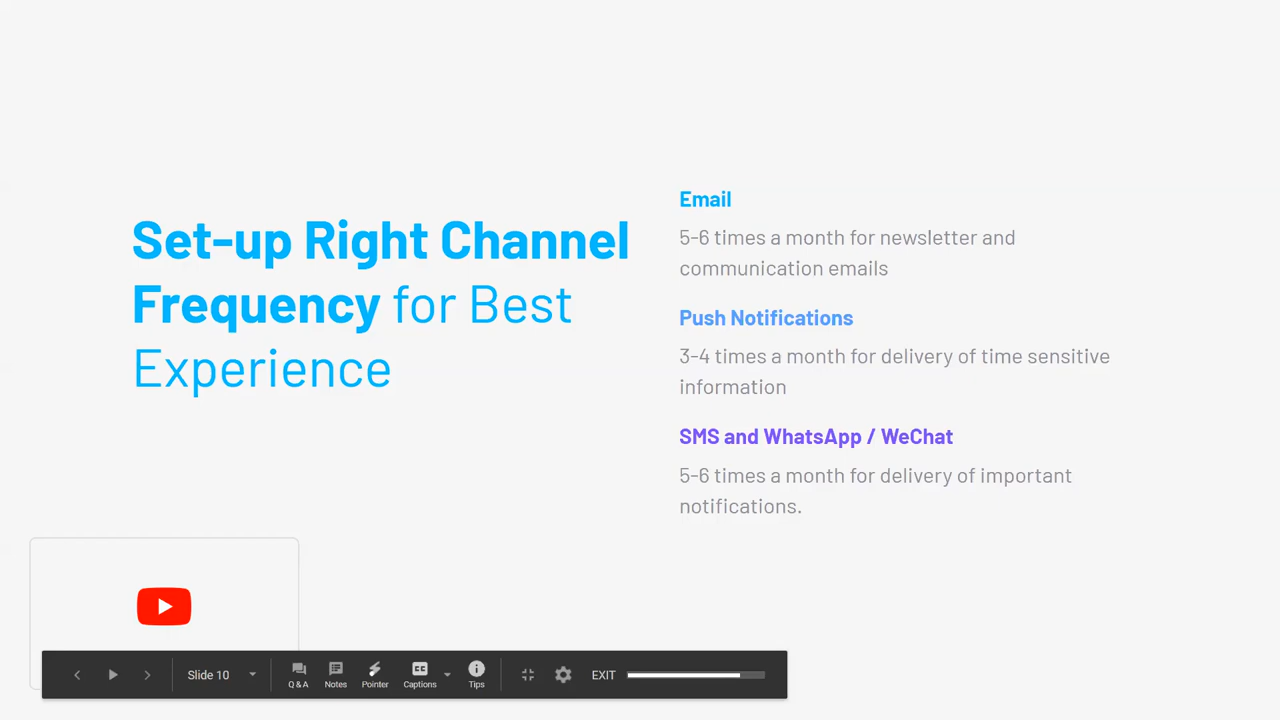 Set-up Right Channel
Frequency for Best
Experience
Email
5-6 times a month for newsletter and
communication emails
Push Notifications
3-4 times a month for delivery of time sensitive
information
SMS and WhatsApp / WeChat
5-6 times a month for delivery of important
notifications.
Slide 10
Q & A
Notes
Pointer
Captions
Tips
EXIT